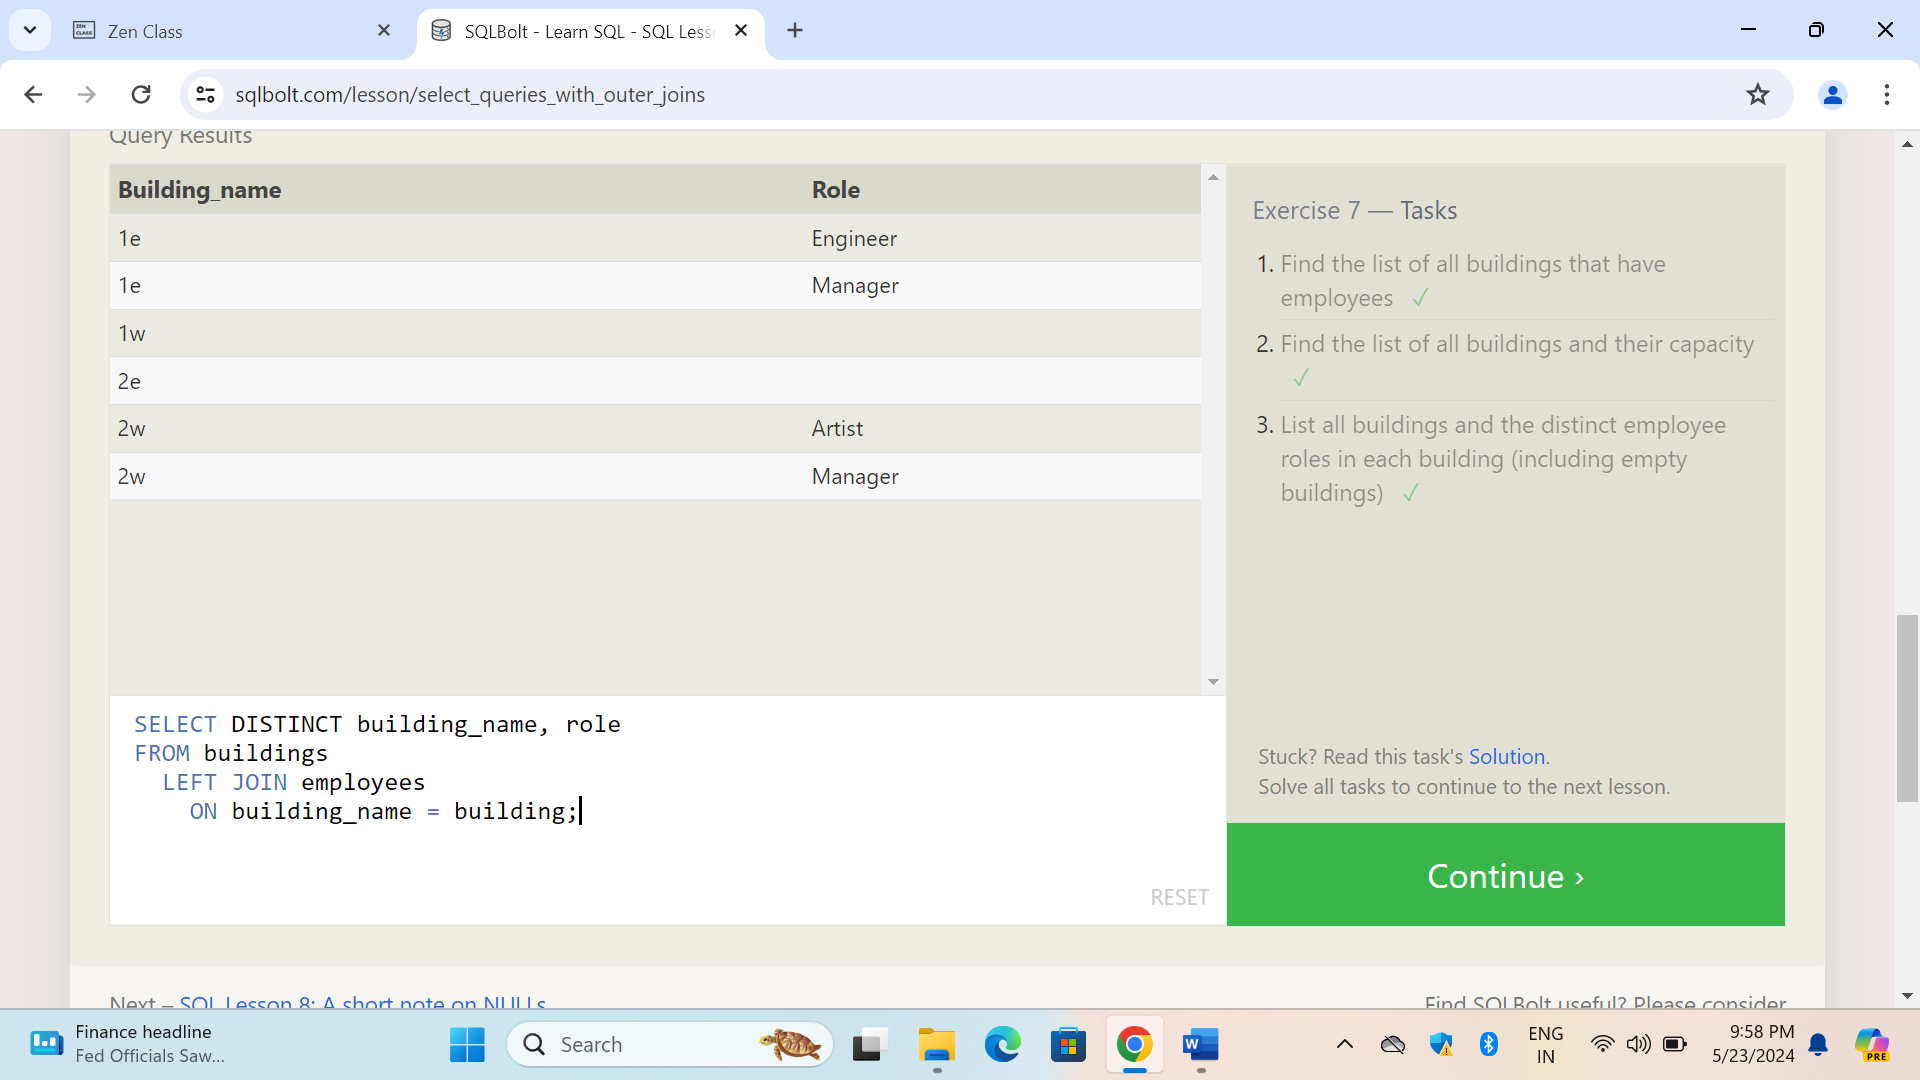 Zen Class
SQLBolt - Learn SQL - SQL Less
sqlbolt.com/lesson/select_queries_with_outer_joins
Query Results
Building_name Role
1e Engineer
1e Manager
1w
2e
2w Artist
2w Manager
SELECT DISTINCT building_name, role
FROM buildings
LEFT JOIN employees
ON building_name = building;
RESET
Exercise 7 — Tasks
1. Find the list of all buildings that have
employees ✓
2. Find the list of all buildings and their capacity
✓
3. List all buildings and the distinct employee
roles in each building (including empty
buildings) ✓
Stuck? Read this task's Solution.
Solve all tasks to continue to the next lesson.
Continue ›
Next – SQL Lesson 8: A short note on NULLs
Find SQLBolt useful? Please consider
Finance headline
Fed Officials Saw...
Search
ENG
IN
9:58 PM
5/23/2024
PRE